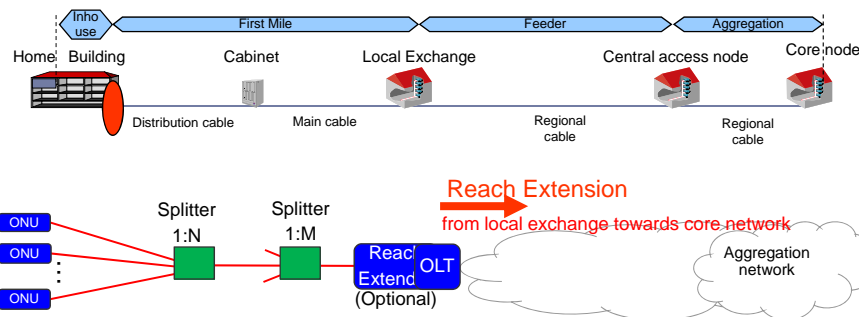 Inho
use
First Mile
Feeder
Aggregation
Home
Building
Cabinet
Local Exchange
Central access node
Core node
Distribution cable
Main cable
Regional
cable
Regional
cable
Reach Extension
from local exchange towards core network
ONU
ONU
ONU
Splitter
1:N
Splitter
1:M
Reach
Extend
(Optional)
OLT
Aggregation
network